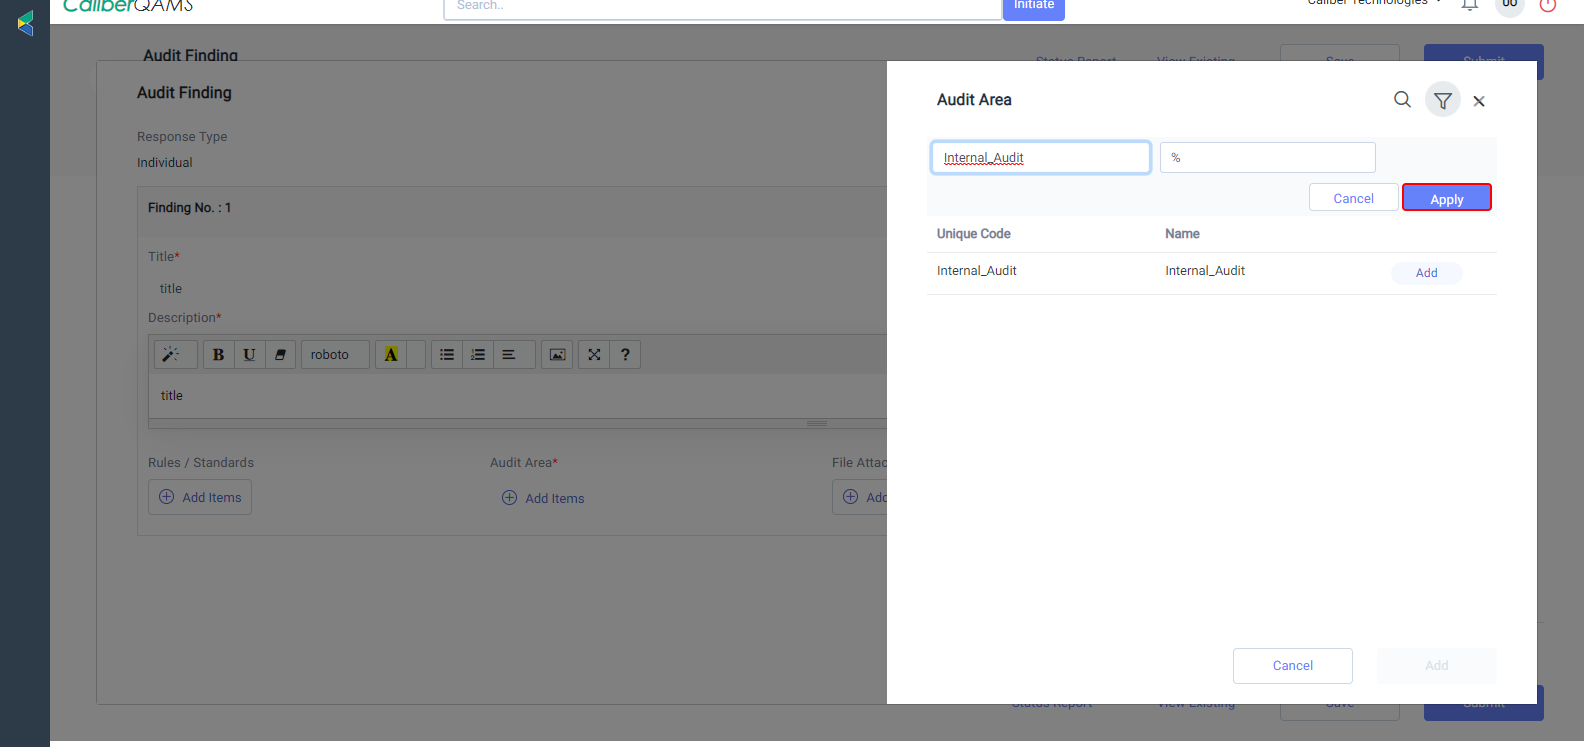 CaliberQAMS
Search..
Initiate
Caliber Technologies
00
Audit Finding
Status Report
View Existing
Save
Submit
Audit Finding
Response Type
Individual
Finding No. : 1
Title*
title
Description*
B U roboto A ?
title
Rules / Standards
Audit Area*
File Attac
Add Items
Add Items
Add
Audit Area
Internal_Audit
%
Cancel
Apply
Unique Code
Name
Internal_Audit
Internal_Audit
Add
Cancel
Add
Status Report
View Existing
Save
Submit